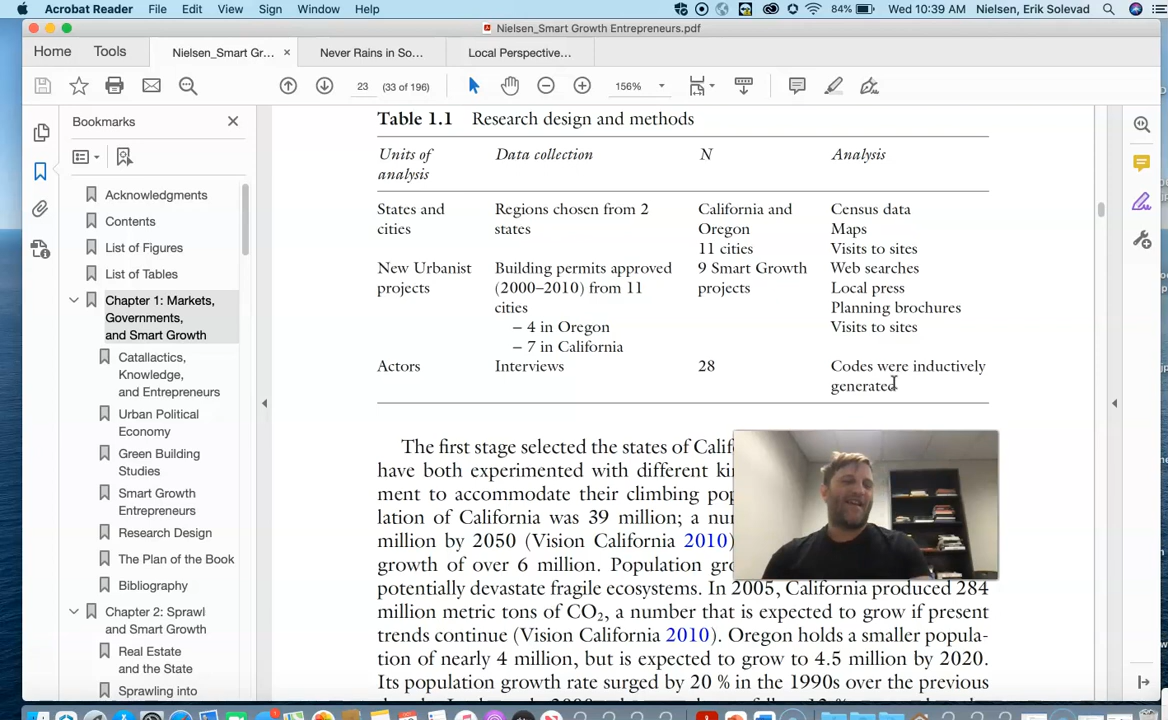 Acrobat Reader File Edit View Sign Window Help 84% Wed 10:39 AM Nielsen, Erik Solevad
Nielsen_Smart Growth Entrepreneurs.pdf
Home Tools Nielsen_Smart Gr... × Never Rains in So... Local Perspective...
23 (33 of 196) 156%
Bookmarks
Acknowledgments
Contents
List of Figures
List of Tables
Chapter 1: Markets,
Governments,
and Smart Growth
Catallactics,
Knowledge,
and Entrepreneurs
Urban Political
Economy
Green Building
Studies
Smart Growth
Entrepreneurs
Research Design
The Plan of the Book
Bibliography
Chapter 2: Sprawl
and Smart Growth
Real Estate
and the State
Sprawling into
Table 1.1 Research design and methods
Units of analysis Data collection N Analysis
States and cities Regions chosen from 2 states California and Oregon 11 cities Census data Maps Visits to sites
New Urbanist projects Building permits approved (2000–2010) from 11 cities – 4 in Oregon – 7 in California 9 Smart Growth projects Web searches Local press Planning brochures Visits to sites
Actors Interviews 28 Codes were inductively generated
The first stage selected the states of Calif
have both experimented with different kin
ment to accommodate their climbing pop
lation of California was 39 million; a nu
million by 2050 (Vision California 2010)
growth of over 6 million. Population gro
potentially devastate fragile ecosystems. In 2005, California produced 284
million metric tons of CO2, a number that is expected to grow if present
trends continue (Vision California 2010). Oregon holds a smaller popula-
tion of nearly 4 million, but is expected to grow to 4.5 million by 2020.
Its population growth rate surged by 20 % in the 1990s over the previous